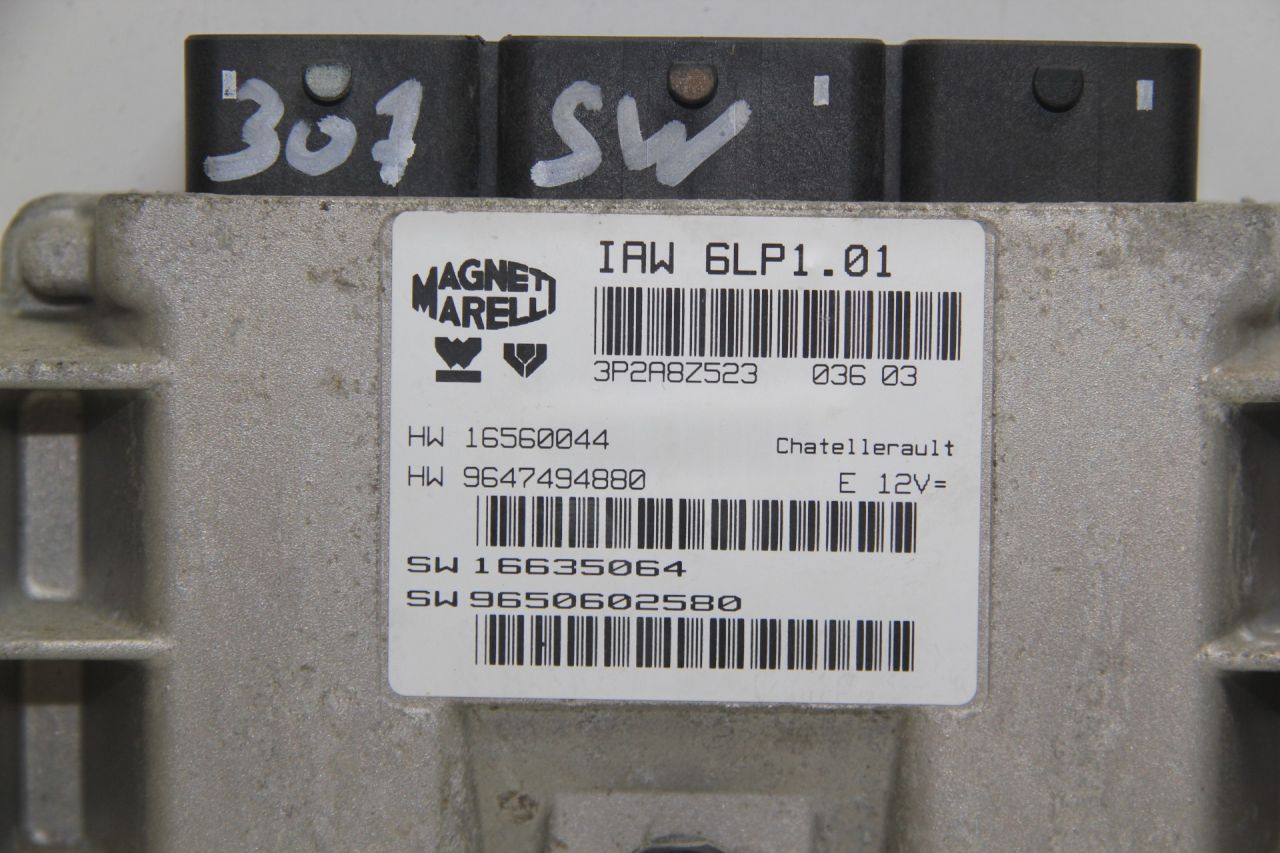 307 SW
MAGNETI
MARELLI
IAW 6LP1.01
3P2A8Z523 036 03
HW 16560044
Chatellerault
HW 9647494880
E 12V=
SW 16635064
SW 9650602580